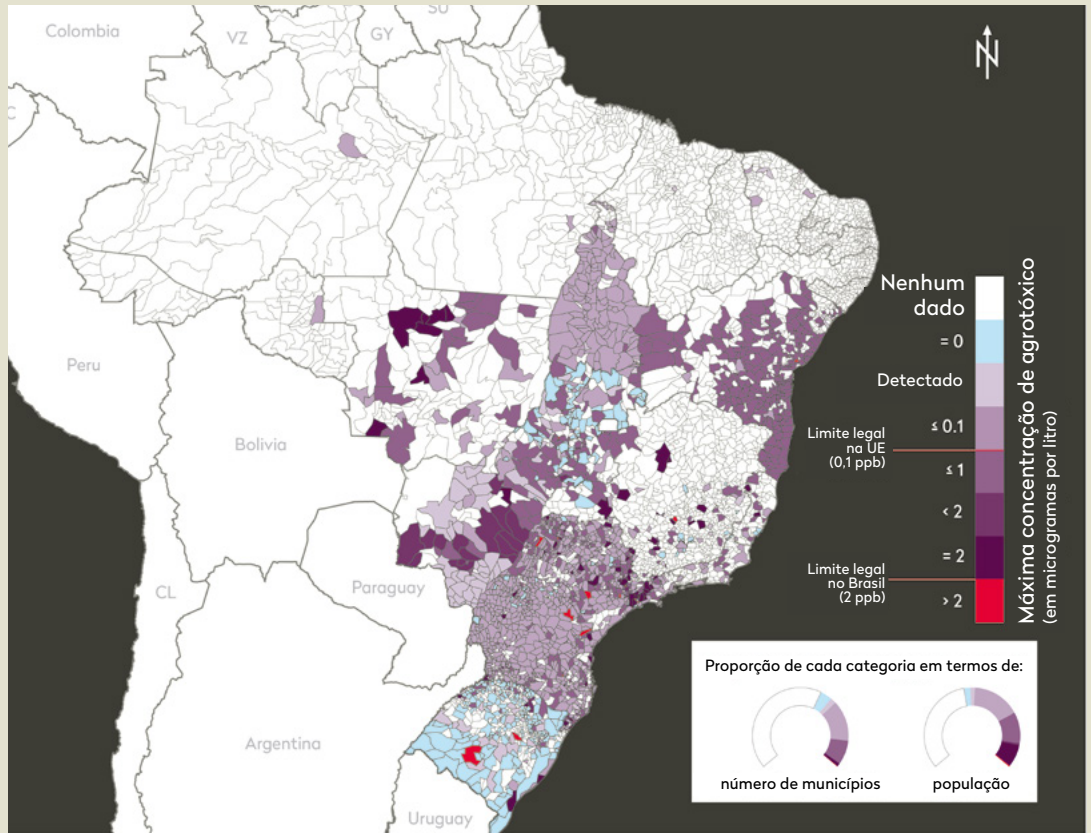 Colombia
VZ
GY
SU
N
C
Peru
Bolivia
CL
Paraguay
Argentina
Uruguay
Nenhum
dado
= 0
Detectado
≤ 0.1
Limite legal
na UE
(0,1 ppb)
≤ 1
< 2
= 2
Limite legal
no Brasil
(2 ppb)
> 2
Máxima concentração de agrotóxico
(em microgramas por litro)
Proporção de cada categoria em termos de:
número de municípios
população